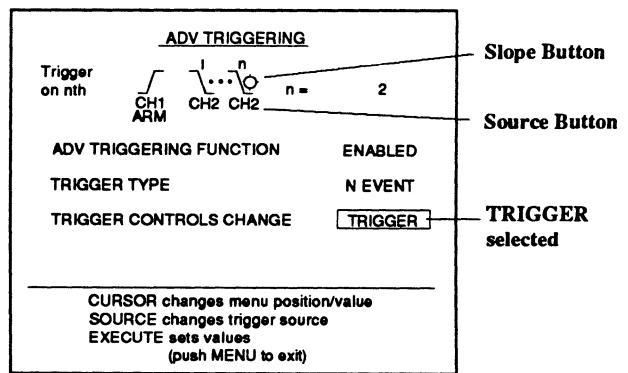 ADV TRIGGERING
Slope Button
Trigger
on nth
1 n
n = 2
CH1 CH2 CH2
ARM
Source Button
ADV TRIGGERING FUNCTION ENABLED
TRIGGER TYPE N EVENT
TRIGGER CONTROLS CHANGE TRIGGER
TRIGGER
selected
CURSOR changes menu position/value
SOURCE changes trigger source
EXECUTE sets values
(push MENU to exit)